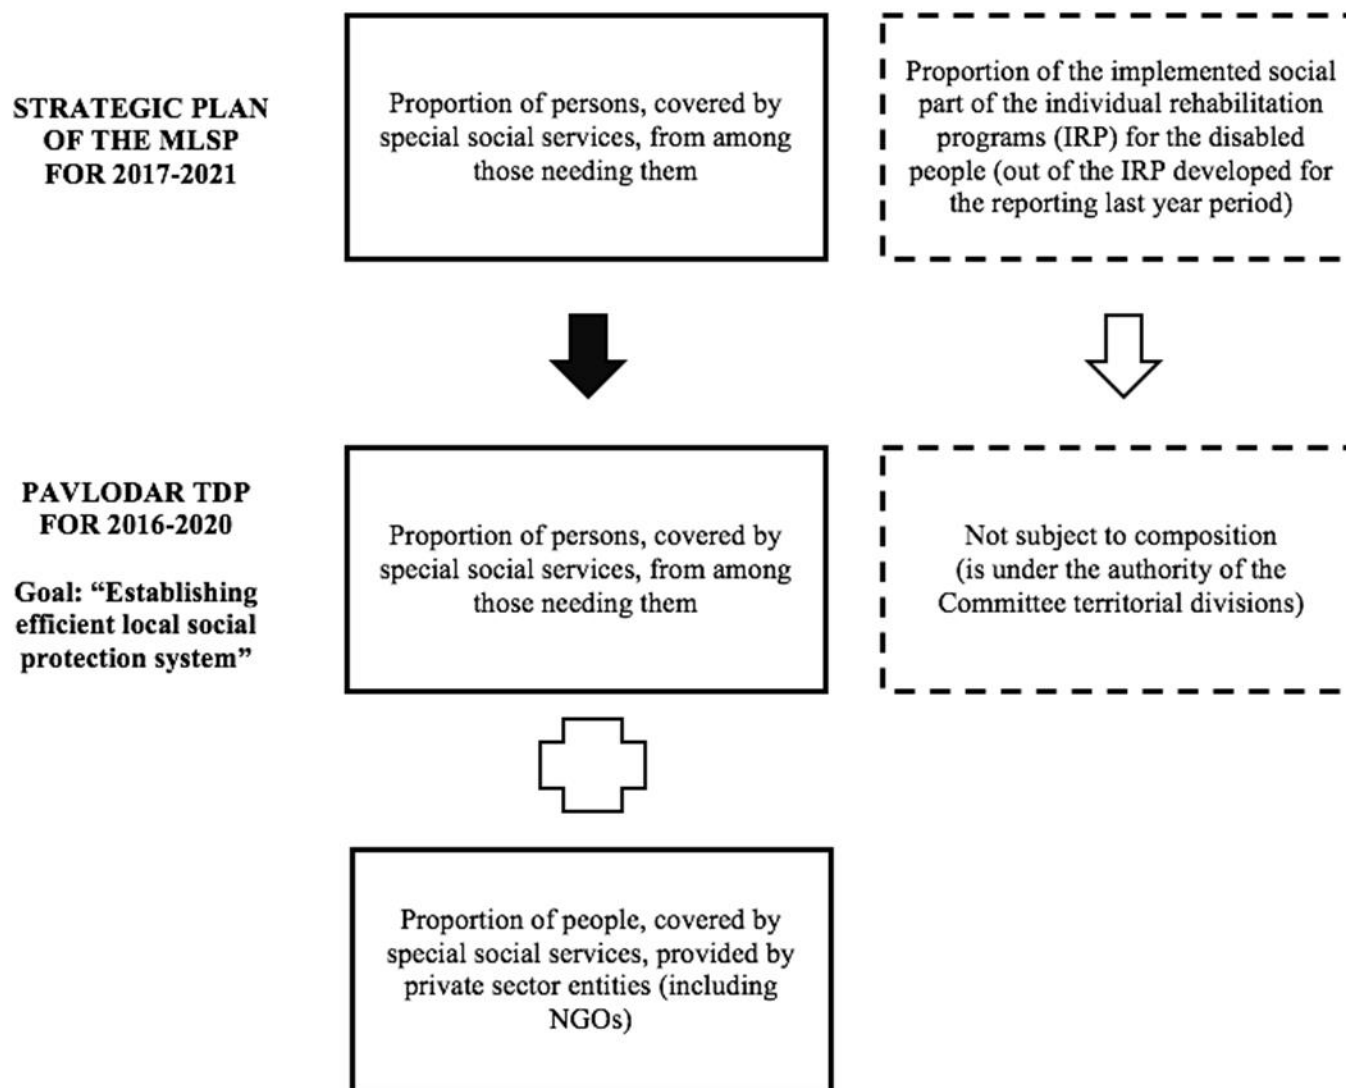 STRATEGIC PLAN
OF THE MLSP
FOR 2017-2021
Proportion of persons, covered by
special social services, from among
those needing them
Proportion of the implemented social
part of the individual rehabilitation
programs (IRP) for the disabled
people (out of the IRP developed for
the reporting last year period)
PAVLODAR TDP
FOR 2016-2020
Goal: “Establishing
efficient local social
protection system”
Proportion of persons, covered by
special social services, from among
those needing them
Not subject to composition
(is under the authority of the
Committee territorial divisions)
Proportion of people, covered by
special social services, provided by
private sector entities (including
NGOs)